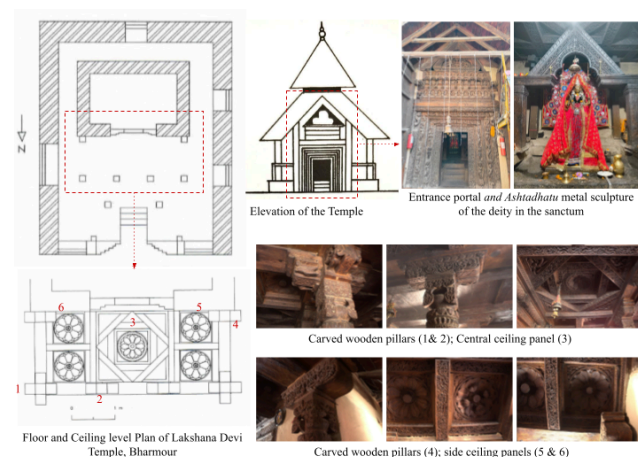 N
Elevation of the Temple
Entrance portal and Ashtadhatu metal sculpture
of the deity in the sanctum
6
5
3
4
1
2
Carved wooden pillars (1& 2); Central ceiling panel (3)
Floor and Ceiling level Plan of Lakshana Devi
Temple, Bharmour
Carved wooden pillars (4); side ceiling panels (5 & 6)